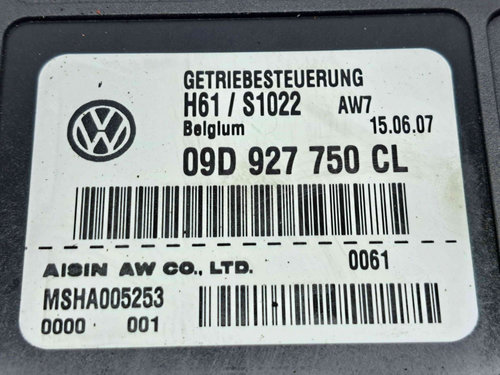 GETRIEBESTEUERUNG
H61 / S1022 AW7
Belgium 15.06.07
09D 927 750 CL
AISIN AW CO., LTD. 0061
MSHA005253
0000 001